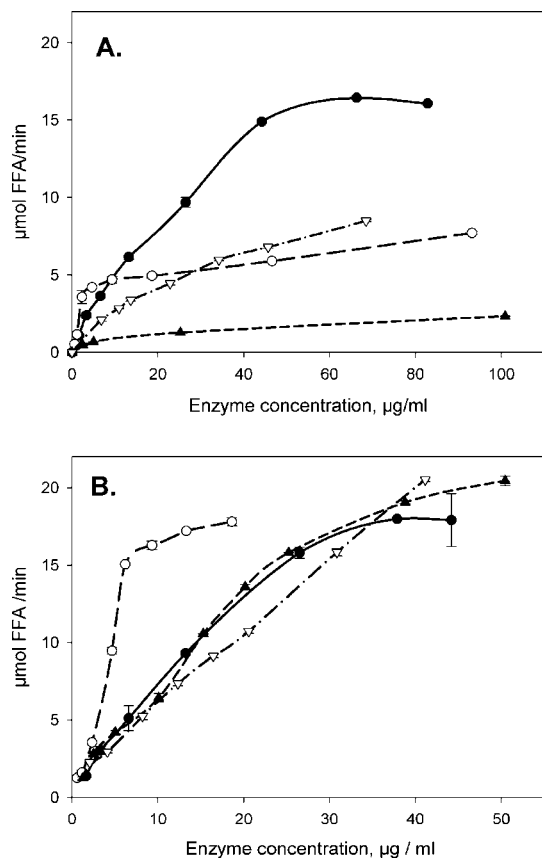 A.
20
15
10
5
0
µmol FFA/min
0 20 40 60 80 100
Enzyme concentration, µg/ml
B.
20
15
10
5
0
µmol FFA /min
0 10 20 30 40 50
Enzyme concentration, µg / ml